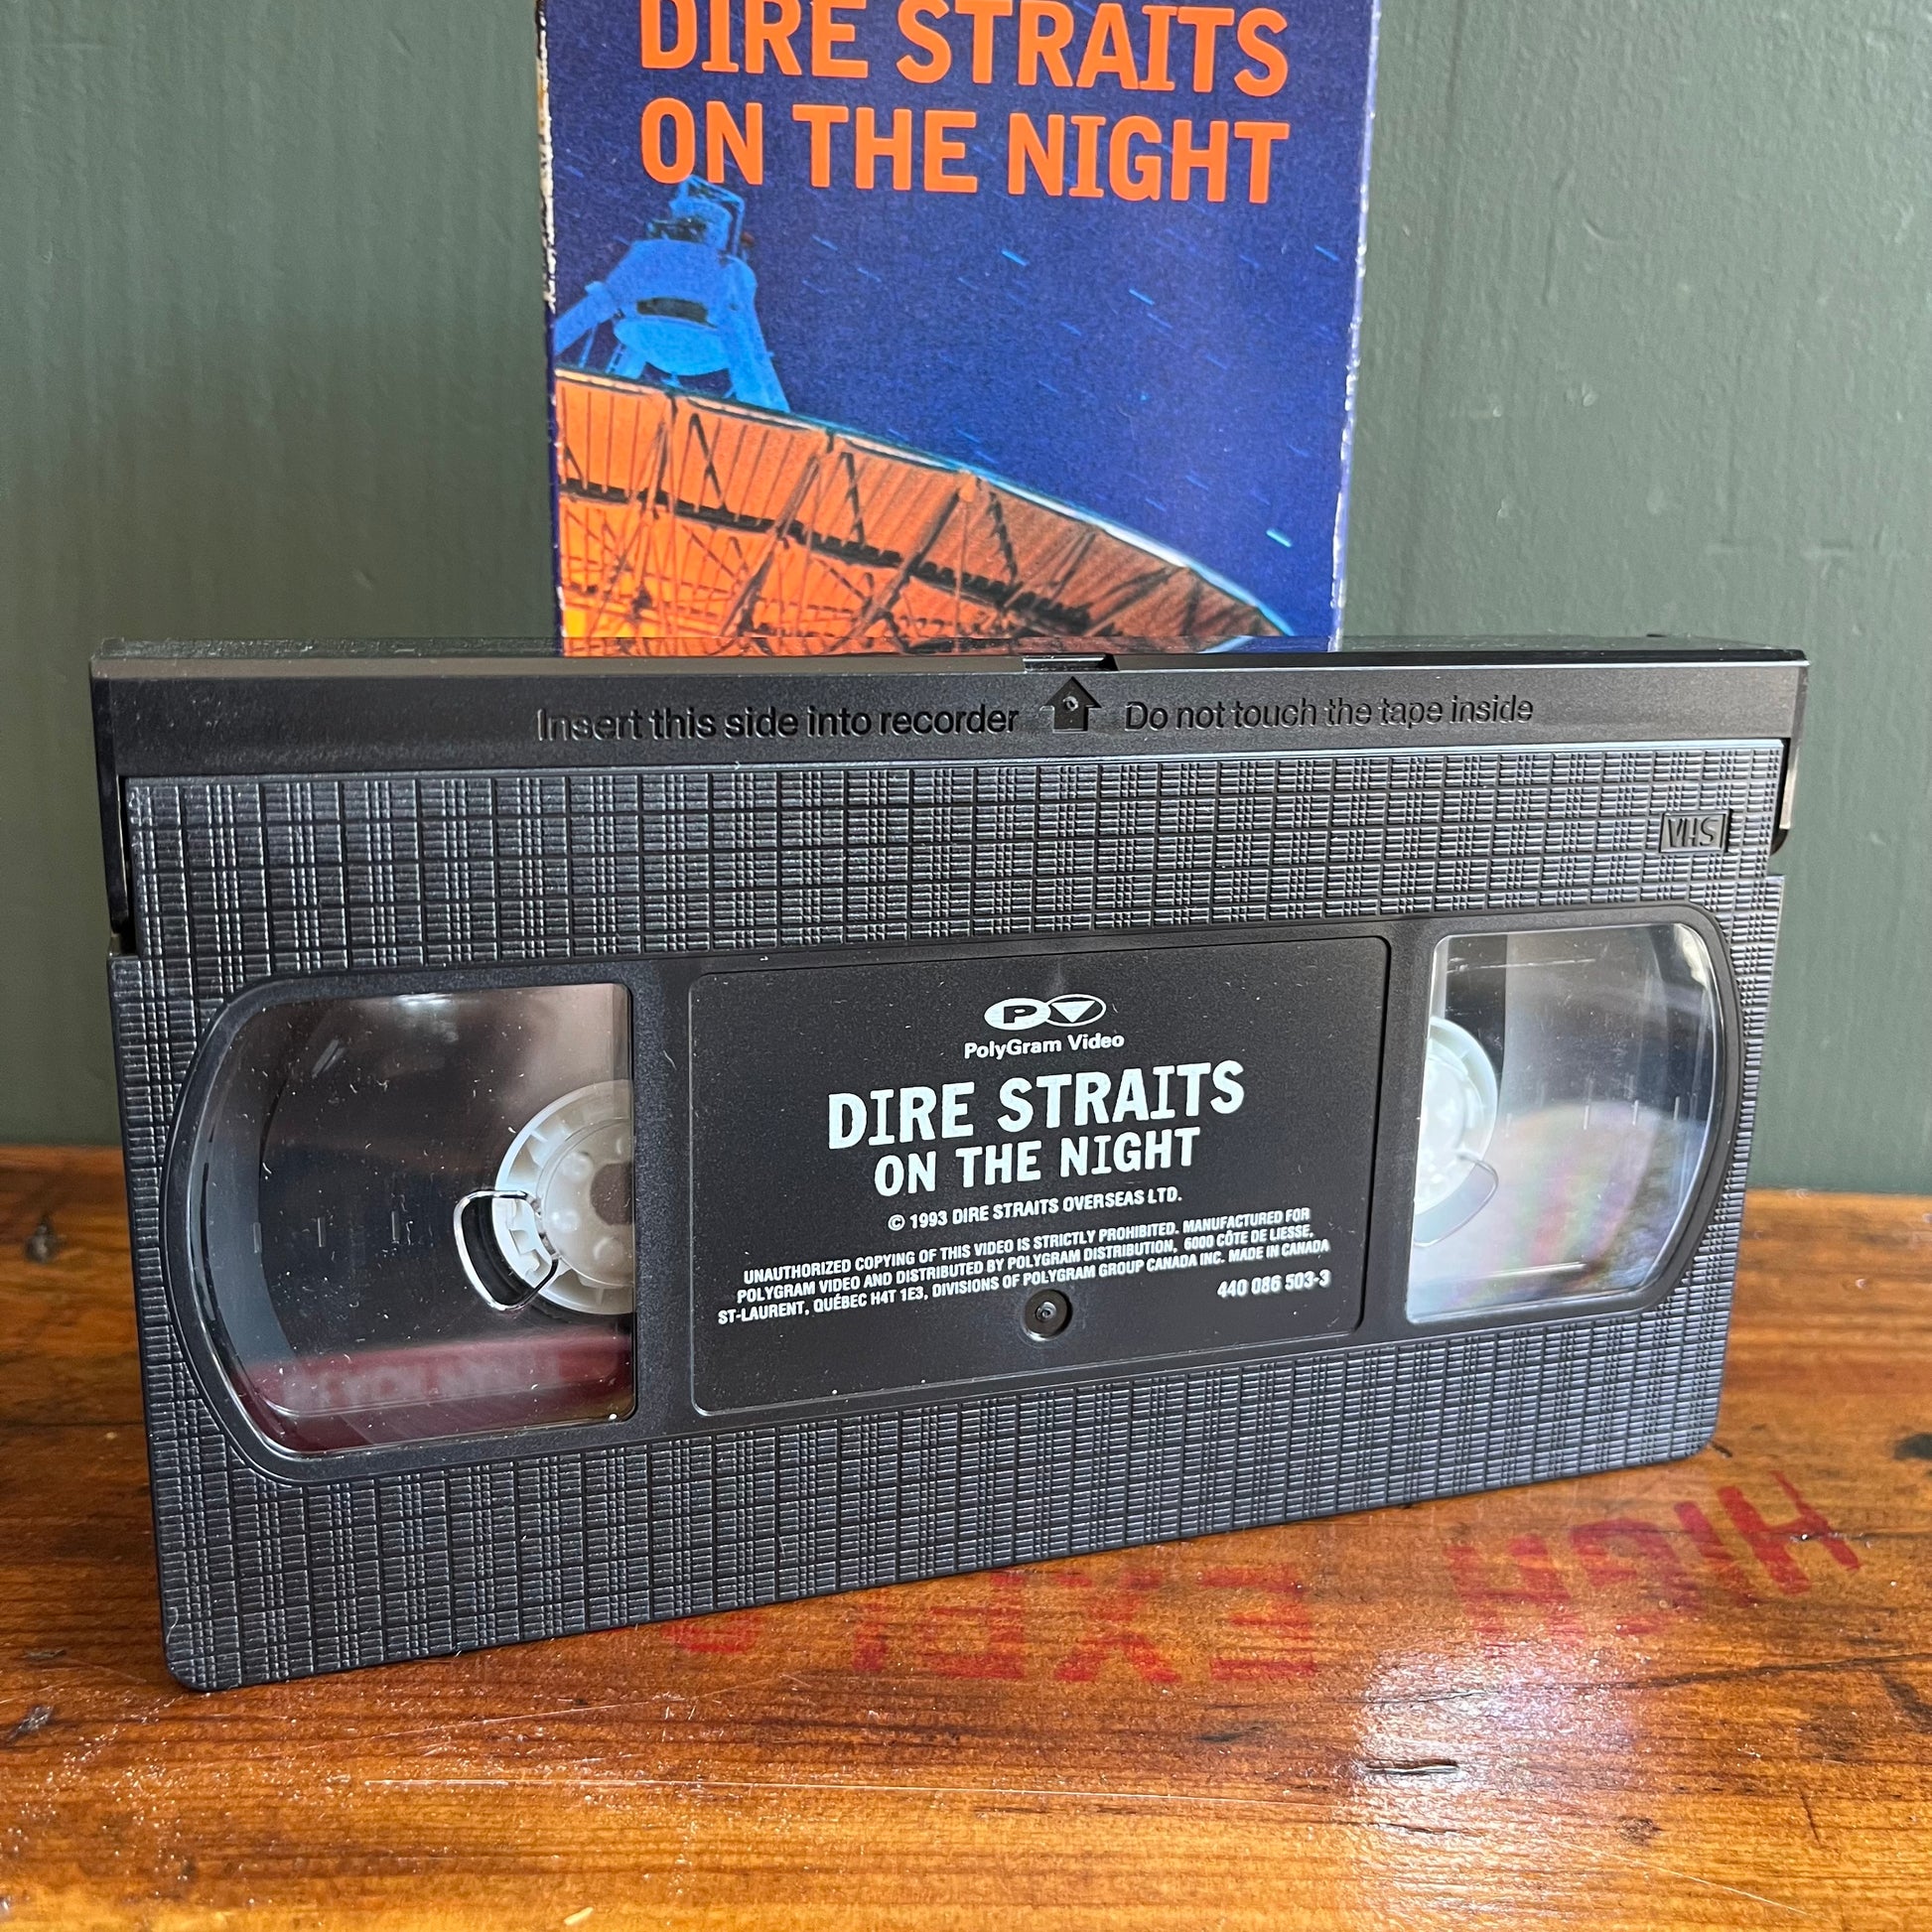 DIRE STRAITS
ON THE NIGHT
Insert this side into recorder Do not touch the tape inside
VHS
P
PolyGram Video
DIRE STRAITS
ON THE NIGHT
© 1993 DIRE STRAITS OVERSEAS LTD.
UNAUTHORIZED COPYING OF THIS VIDEO IS STRICTLY PROHIBITED. MANUFACTURED FOR
POLYGRAM VIDEO AND DISTRIBUTED BY POLYGRAM DISTRIBUTION, 6000 CÔTE DE LIESSE,
ST-LAURENT, QUÉBEC H4T 1E3, DIVISIONS OF POLYGRAM GROUP CANADA INC. MADE IN CANADA
440 086 503-3
HIGH